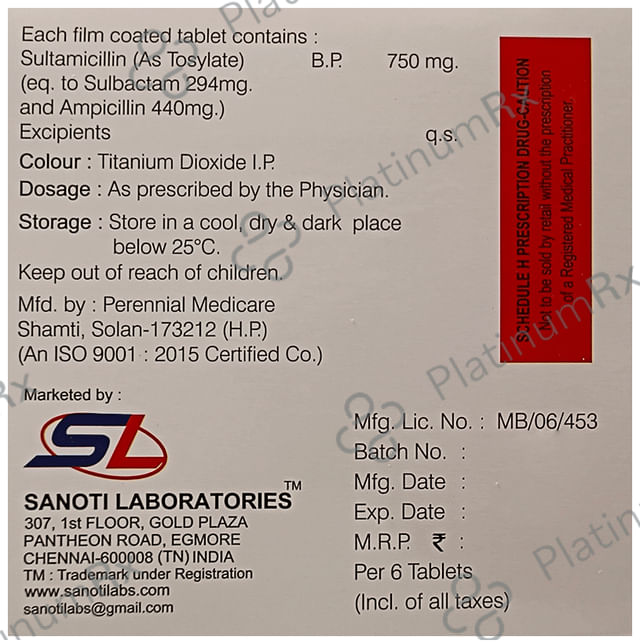 Each film coated tablet contains :
Sultamicillin (As Tosylate) B.P. 750 mg.
(eq. to Sulbactam 294mg.
and Ampicillin 440mg.)
Excipients q.s.
Colour : Titanium Dioxide I.P.
Dosage : As prescribed by the Physician.
Storage : Store in a cool, dry & dark place
below 25°C.
Keep out of reach of children.
Mfd. by : Perennial Medicare
Shamti, Solan-173212 (H.P.)
(An ISO 9001 : 2015 Certified Co.)
SCHEDULE H PRESCRIPTION DRUG-CAUTION
Not to be sold by retail without the prescription
of a Registered Medical Practitioner.
Marketed by :
SL
SANOTI LABORATORIES™
307, 1st FLOOR, GOLD PLAZA
PANTHEON ROAD, EGMORE
CHENNAI-600008 (TN) INDIA
TM : Trademark under Registration
www.sanotilabs.com
sanotilabs@gmail.com
Mfg. Lic. No. : MB/06/453
Batch No. :
Mfg. Date :
Exp. Date :
M.R.P. ₹ :
Per 6 Tablets
(Incl. of all taxes)
PlatinumRx
PlatinumRx
PlatinumRx
PlatinumRx